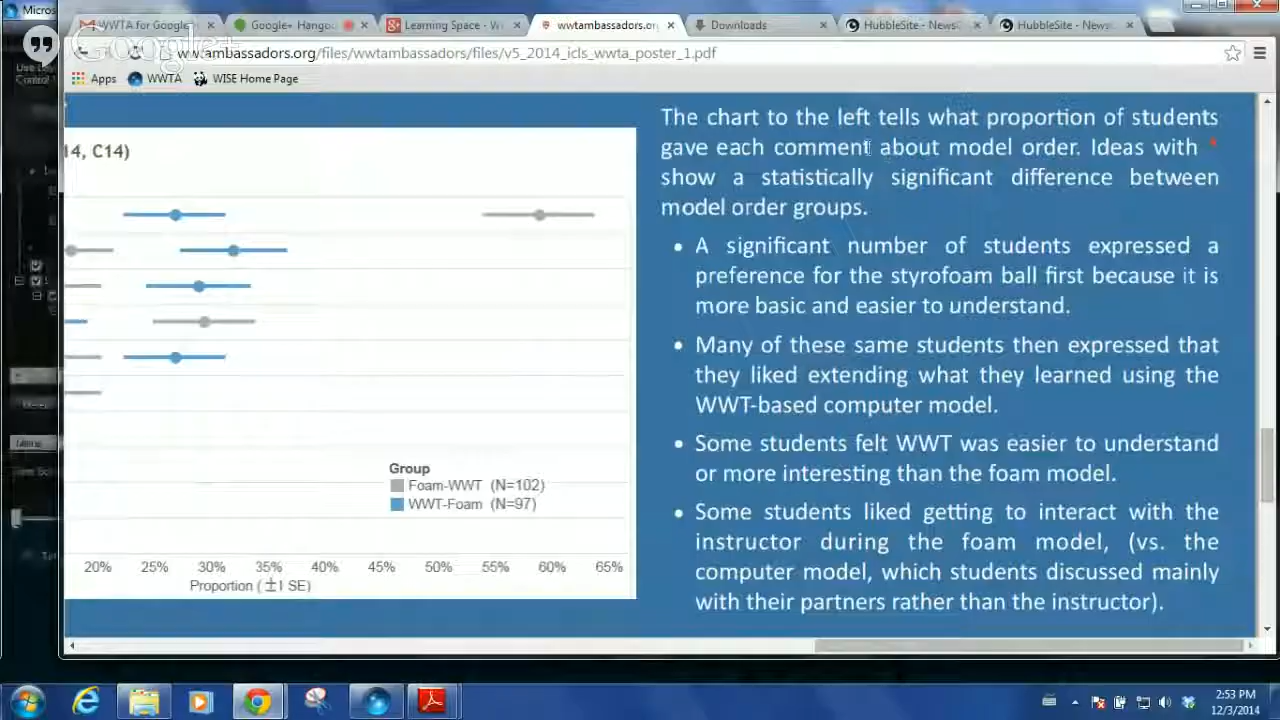 Micros
WWTA for Google
Google+ Hango
Learning Space - W
wwtambassadors.or
Downloads
HubbleSite - News
HubbleSite - News
Google+
ambassadors.org/files/wwtambassadors/files/v5_2014_icls_wwta_poster_1.pdf
Apps
WWTA
WISE Home Page
14, C14)
Group
Foam-WWT (N=102)
WWT-Foam (N=97)
20% 25% 30% 35% 40% 45% 50% 55% 60% 65%
Proportion (±1 SE)
The chart to the left tells what proportion of students
gave each comment about model order. Ideas with *
show a statistically significant difference between
model order groups.
• A significant number of students expressed a
preference for the styrofoam ball first because it is
more basic and easier to understand.
• Many of these same students then expressed that
they liked extending what they learned using the
WWT-based computer model.
• Some students felt WWT was easier to understand
or more interesting than the foam model.
• Some students liked getting to interact with the
instructor during the foam model, (vs. the
computer model, which students discussed mainly
with their partners rather than the instructor).
2:53 PM
12/3/2014